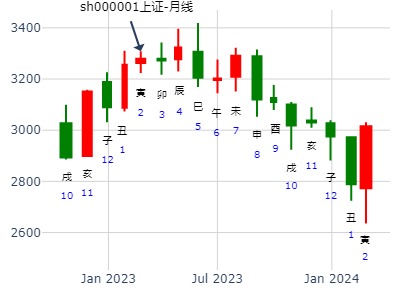 sh000001上证-月线
3400
3200
3000
2800
2600
戌
10
亥
11
子
12
丑
1
寅
2
卯
3
辰
4
巳
5
午
6
未
7
申
8
酉
9
戌
10
亥
11
子
12
丑
1
寅
2
Jan 2023
Jul 2023
Jan 2024